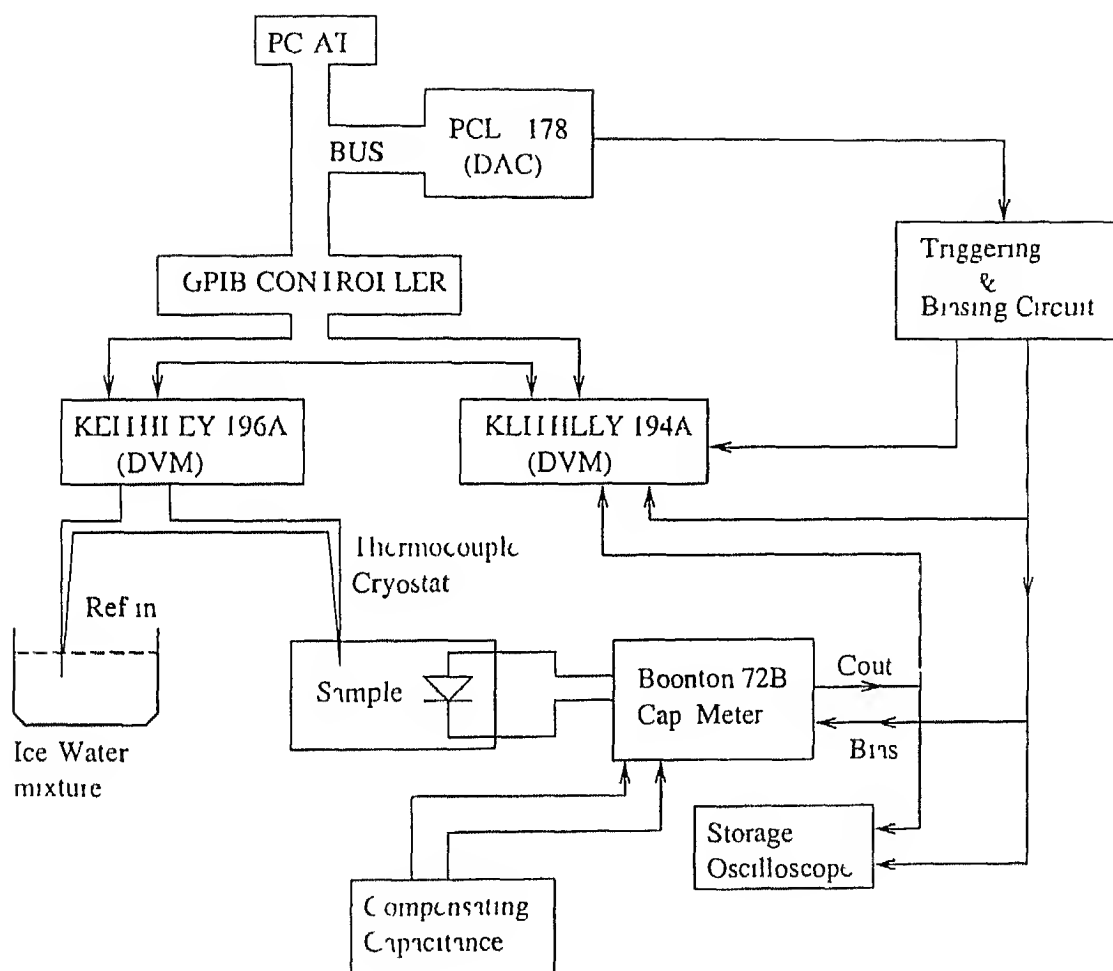 PC AT
BUS
PCL 178
(DAC)
Triggering
&
Biasing Circuit
GPIB CONTROLLER
KEITHLEY 196A
(DVM)
KEITHLEY 194A
(DVM)
Thermocouple
Cryostat
Ref in
Sample
Boonton 72B
Cap Meter
Cout
Bias
Ice Water
mixture
Storage
Oscilloscope
Compensating
Capacitance